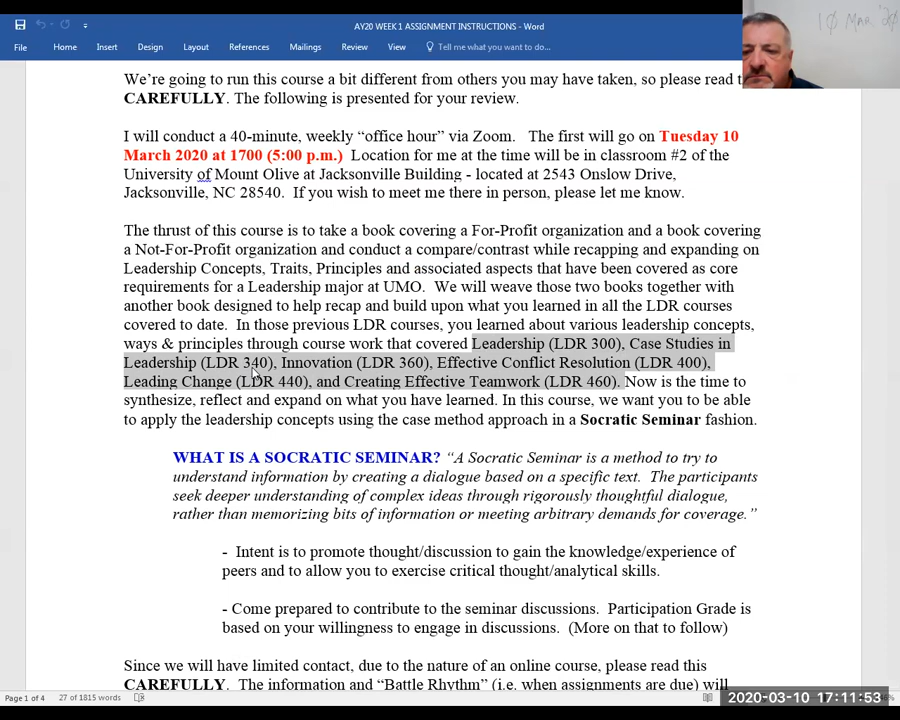 AY20 WEEK 1 ASSIGNMENT INSTRUCTIONS - Word
File Home Insert Design Layout References Mailings Review View Tell me what you want to do...
10 Mar '20
We're going to run this course a bit different from others you may have taken, so please read t
CAREFULLY. The following is presented for your review.
I will conduct a 40-minute, weekly “office hour” via Zoom. The first will go on Tuesday 10
March 2020 at 1700 (5:00 p.m.) Location for me at the time will be in classroom #2 of the
University of Mount Olive at Jacksonville Building - located at 2543 Onslow Drive,
Jacksonville, NC 28540. If you wish to meet me there in person, please let me know.
The thrust of this course is to take a book covering a For-Profit organization and a book covering
a Not-For-Profit organization and conduct a compare/contrast while recapping and expanding on
Leadership Concepts, Traits, Principles and associated aspects that have been covered as core
requirements for a Leadership major at UMO. We will weave those two books together with
another book designed to help recap and build upon what you learned in all the LDR courses
covered to date. In those previous LDR courses, you learned about various leadership concepts,
ways & principles through course work that covered Leadership (LDR 300), Case Studies in
Leadership (LDR 340), Innovation (LDR 360), Effective Conflict Resolution (LDR 400),
Leading Change (LDR 440), and Creating Effective Teamwork (LDR 460). Now is the time to
synthesize, reflect and expand on what you have learned. In this course, we want you to be able
to apply the leadership concepts using the case method approach in a Socratic Seminar fashion.
WHAT IS A SOCRATIC SEMINAR? “A Socratic Seminar is a method to try to
understand information by creating a dialogue based on a specific text. The participants
seek deeper understanding of complex ideas through rigorously thoughtful dialogue,
rather than memorizing bits of information or meeting arbitrary demands for coverage.”
- Intent is to promote thought/discussion to gain the knowledge/experience of
peers and to allow you to exercise critical thought/analytical skills.
- Come prepared to contribute to the seminar discussions. Participation Grade is
based on your willingness to engage in discussions. (More on that to follow)
Since we will have limited contact, due to the nature of an online course, please read this
CAREFULLY. The information and “Battle Rhythm” (i.e. when assignments are due) will
Page 1 of 4 27 of 1815 words
2020-03-10 17:11:53